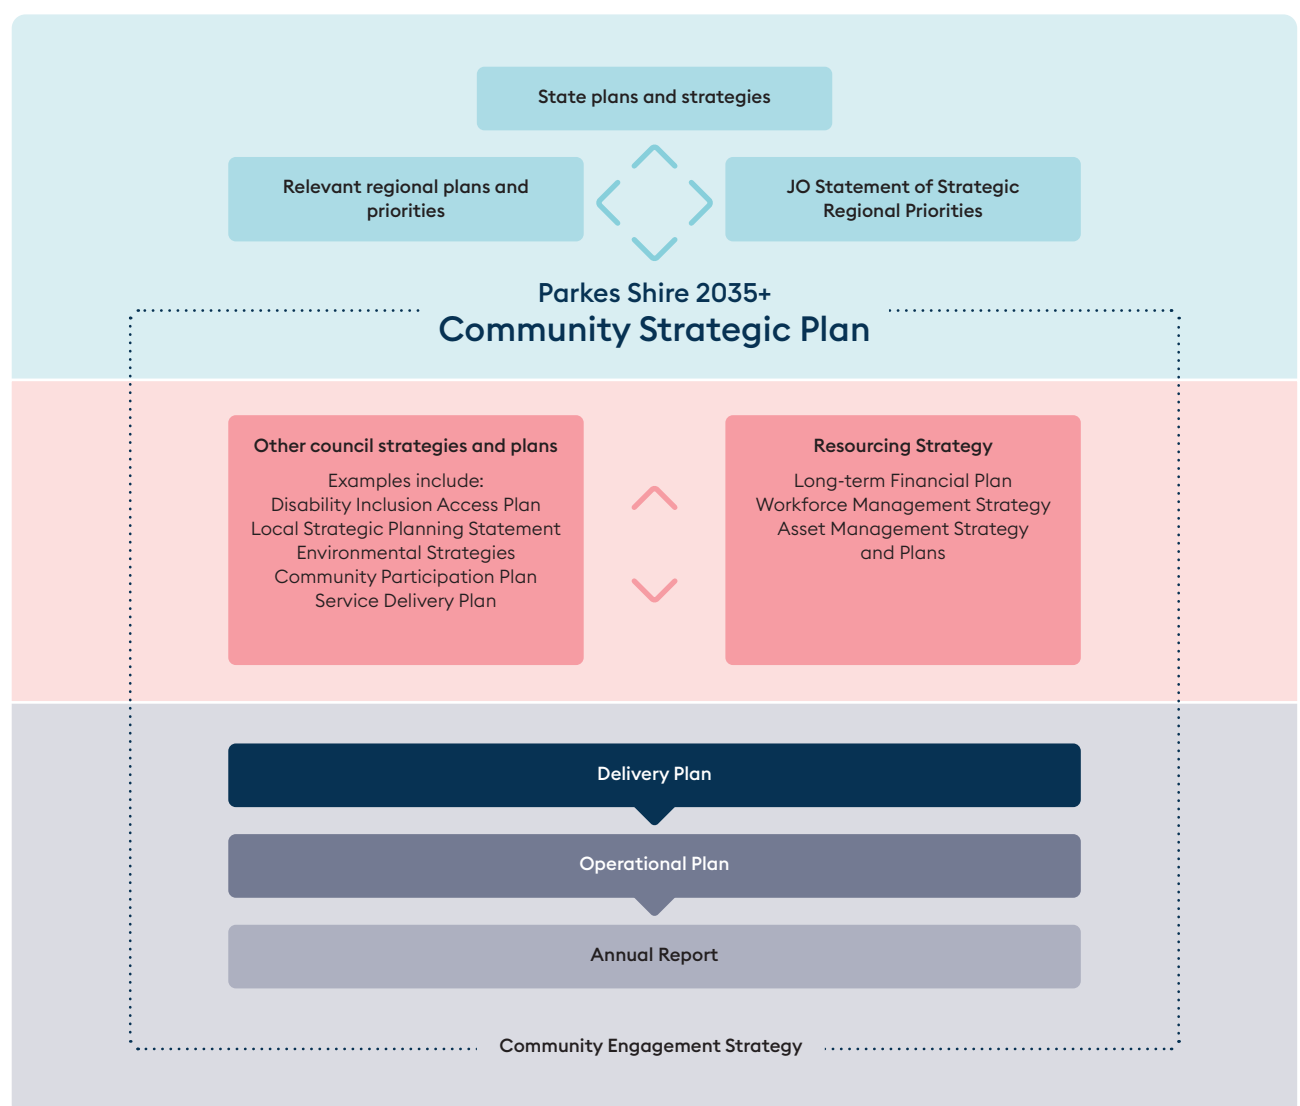 State plans and strategies
Relevant regional plans and
priorities
JO Statement of Strategic
Regional Priorities
Parkes Shire 2035+
Community Strategic Plan
Other council strategies and plans
Examples include:
Disability Inclusion Access Plan
Local Strategic Planning Statement
Environmental Strategies
Community Participation Plan
Service Delivery Plan
Resourcing Strategy
Long-term Financial Plan
Workforce Management Strategy
Asset Management Strategy
and Plans
Delivery Plan
Operational Plan
Annual Report
Community Engagement Strategy